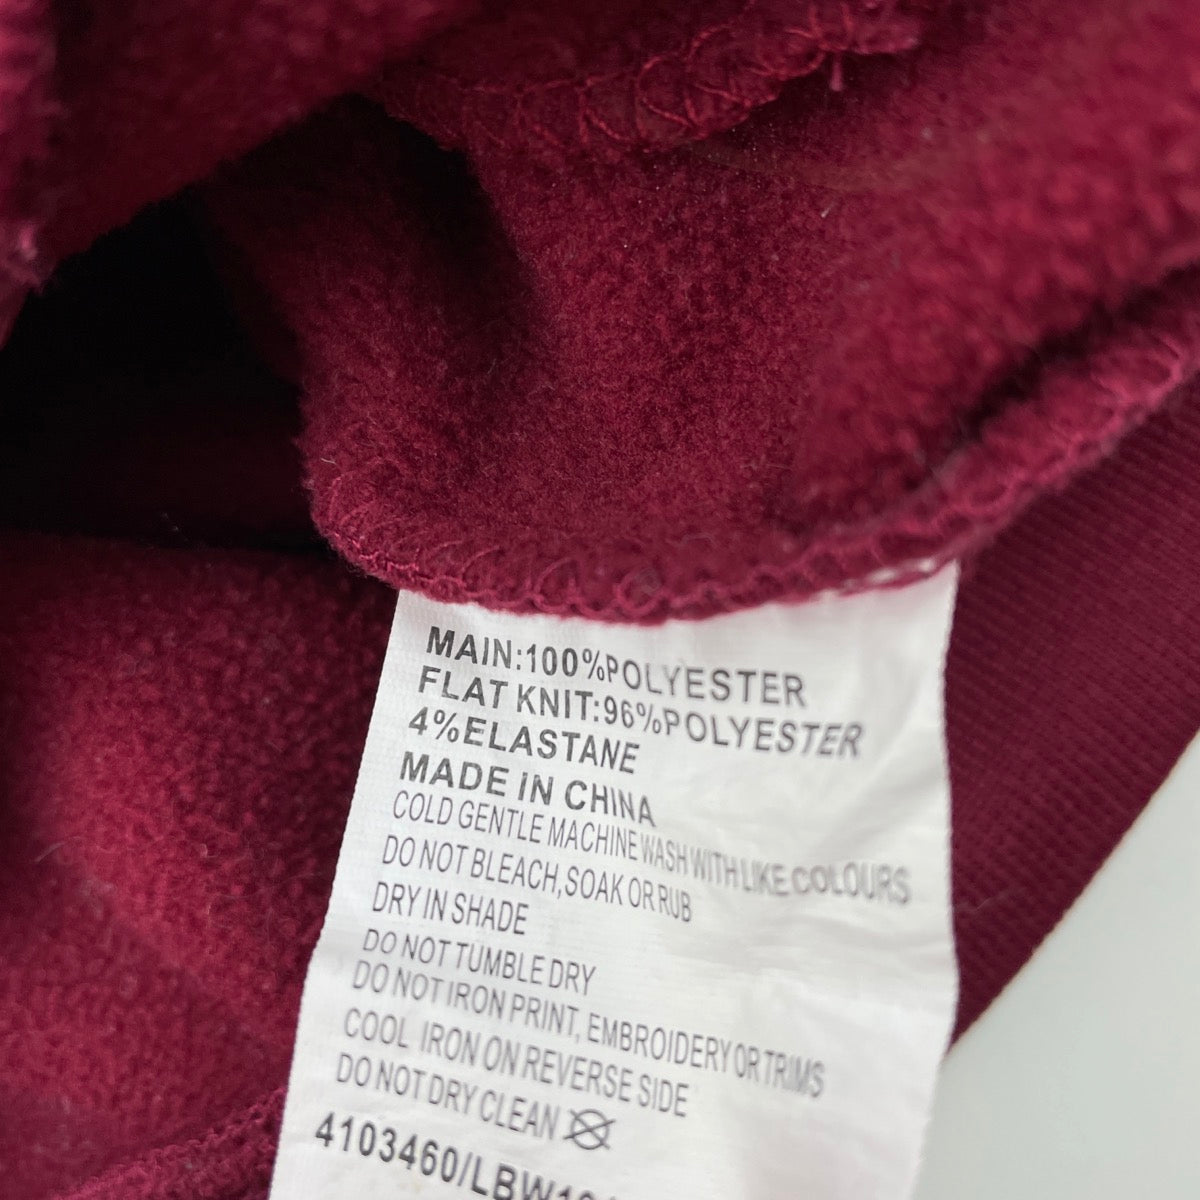 MAIN:100%POLYESTER
FLAT KNIT:96%POLYESTER
4%ELASTANE
MADE IN CHINA
COLD GENTLE MACHINE WASH WITH LIKE COLOURS
DO NOT BLEACH,SOAK OR RUB
DRY IN SHADE
DO NOT TUMBLE DRY
DO NOT IRON PRINT, EMBROIDERY OR TRIMS
COOL IRON ON REVERSE SIDE
DO NOT DRY CLEAN